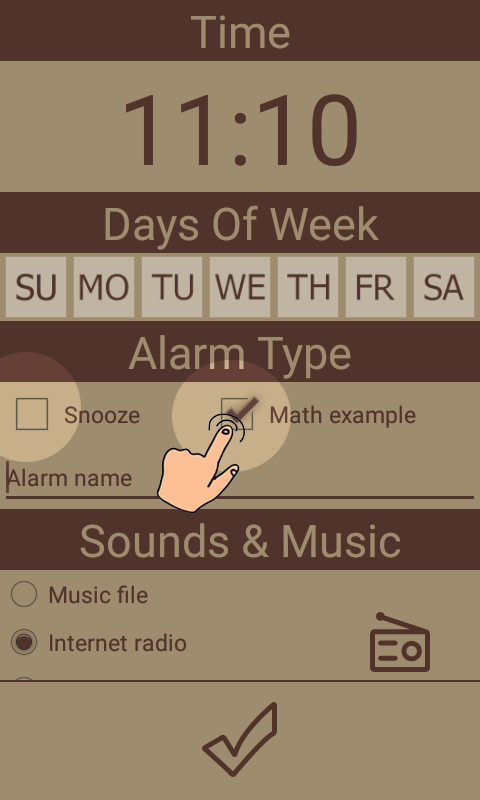 Time
11:10
Days Of Week
SU MO TU WE TH FR SA
Alarm Type
Snooze Math example
Alarm name
Sounds & Music
Music file
Internet radio